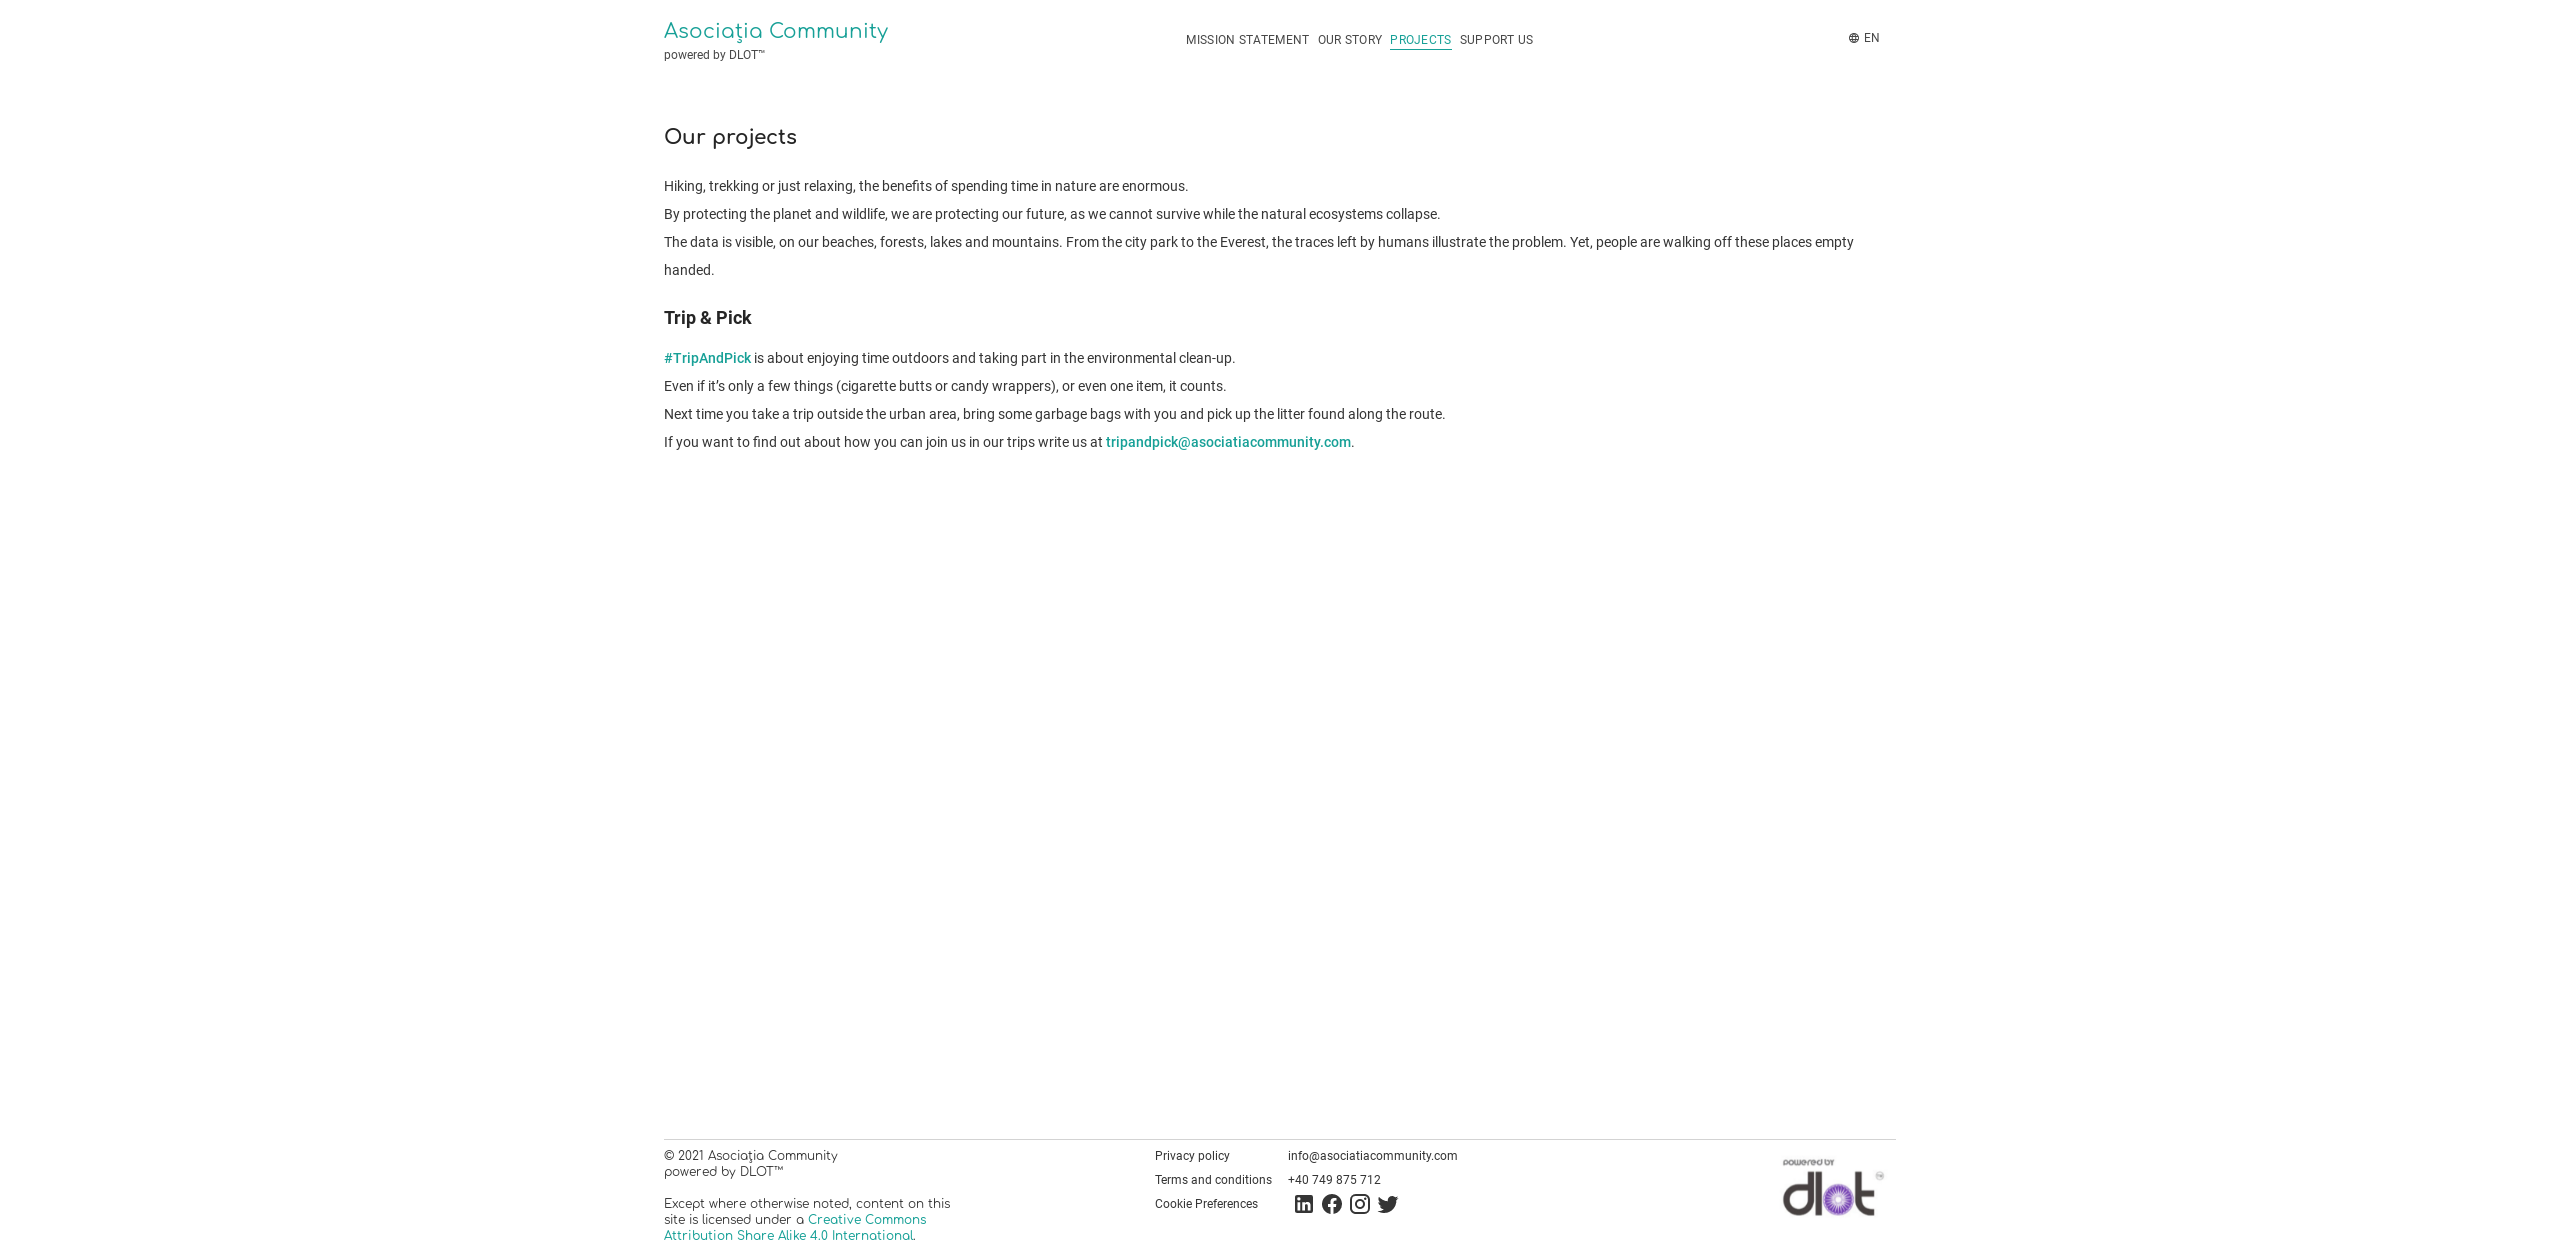 Asociaţia Community
powered by DLOT™
MISSION STATEMENT OUR STORY PROJECTS SUPPORT US
EN
Our projects
Hiking, trekking or just relaxing, the benefits of spending time in nature are enormous.
By protecting the planet and wildlife, we are protecting our future, as we cannot survive while the natural ecosystems collapse.
The data is visible, on our beaches, forests, lakes and mountains. From the city park to the Everest, the traces left by humans illustrate the problem. Yet, people are walking off these places empty
handed.
Trip & Pick
#TripAndPick is about enjoying time outdoors and taking part in the environmental clean-up.
Even if it’s only a few things (cigarette butts or candy wrappers), or even one item, it counts.
Next time you take a trip outside the urban area, bring some garbage bags with you and pick up the litter found along the route.
If you want to find out about how you can join us in our trips write us at tripandpick@asociatiacommunity.com.
© 2021 Asociaţia Community
powered by DLOT™
Except where otherwise noted, content on this
site is licensed under a Creative Commons
Attribution Share Alike 4.0 International.
Privacy policy
Terms and conditions
Cookie Preferences
info@asociatiacommunity.com
+40 749 875 712
powered by
dlot